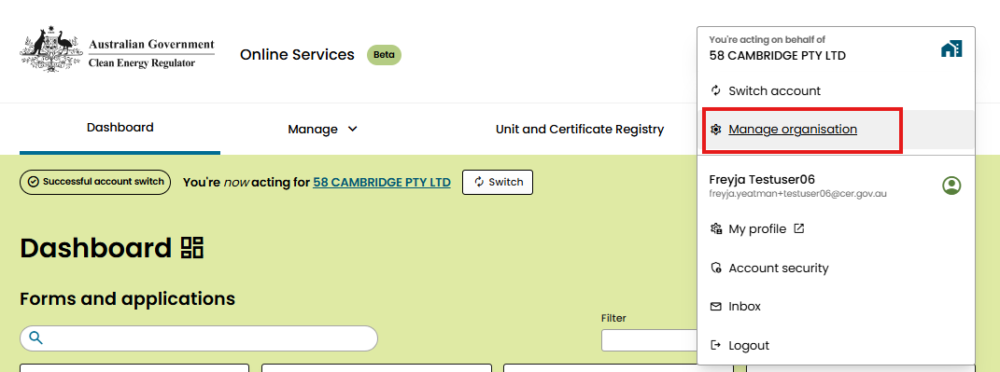 Australian Government
Clean Energy Regulator
Online Services
Beta
You're acting on behalf of
58 CAMBRIDGE PTY LTD
Switch account
Manage organisation
Dashboard
Manage
Unit and Certificate Registry
Successful account switch
You're now acting for 58 CAMBRIDGE PTY LTD
Switch
Freyja Testuser06
freyja.yeatman+testuser06@cer.gov.au
My profile
Account security
Inbox
Logout
Dashboard
Forms and applications
Filter